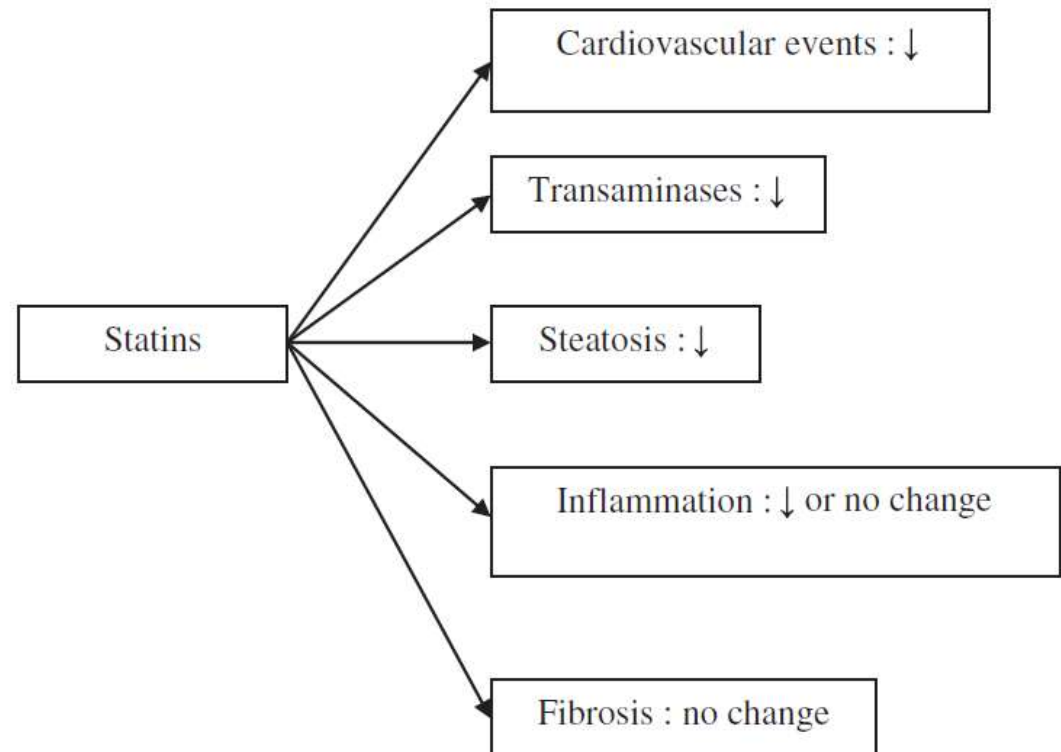 Cardiovascular events : ↓
Transaminases : ↓
Statins
Steatosis : ↓
Inflammation : ↓ or no change
Fibrosis : no change